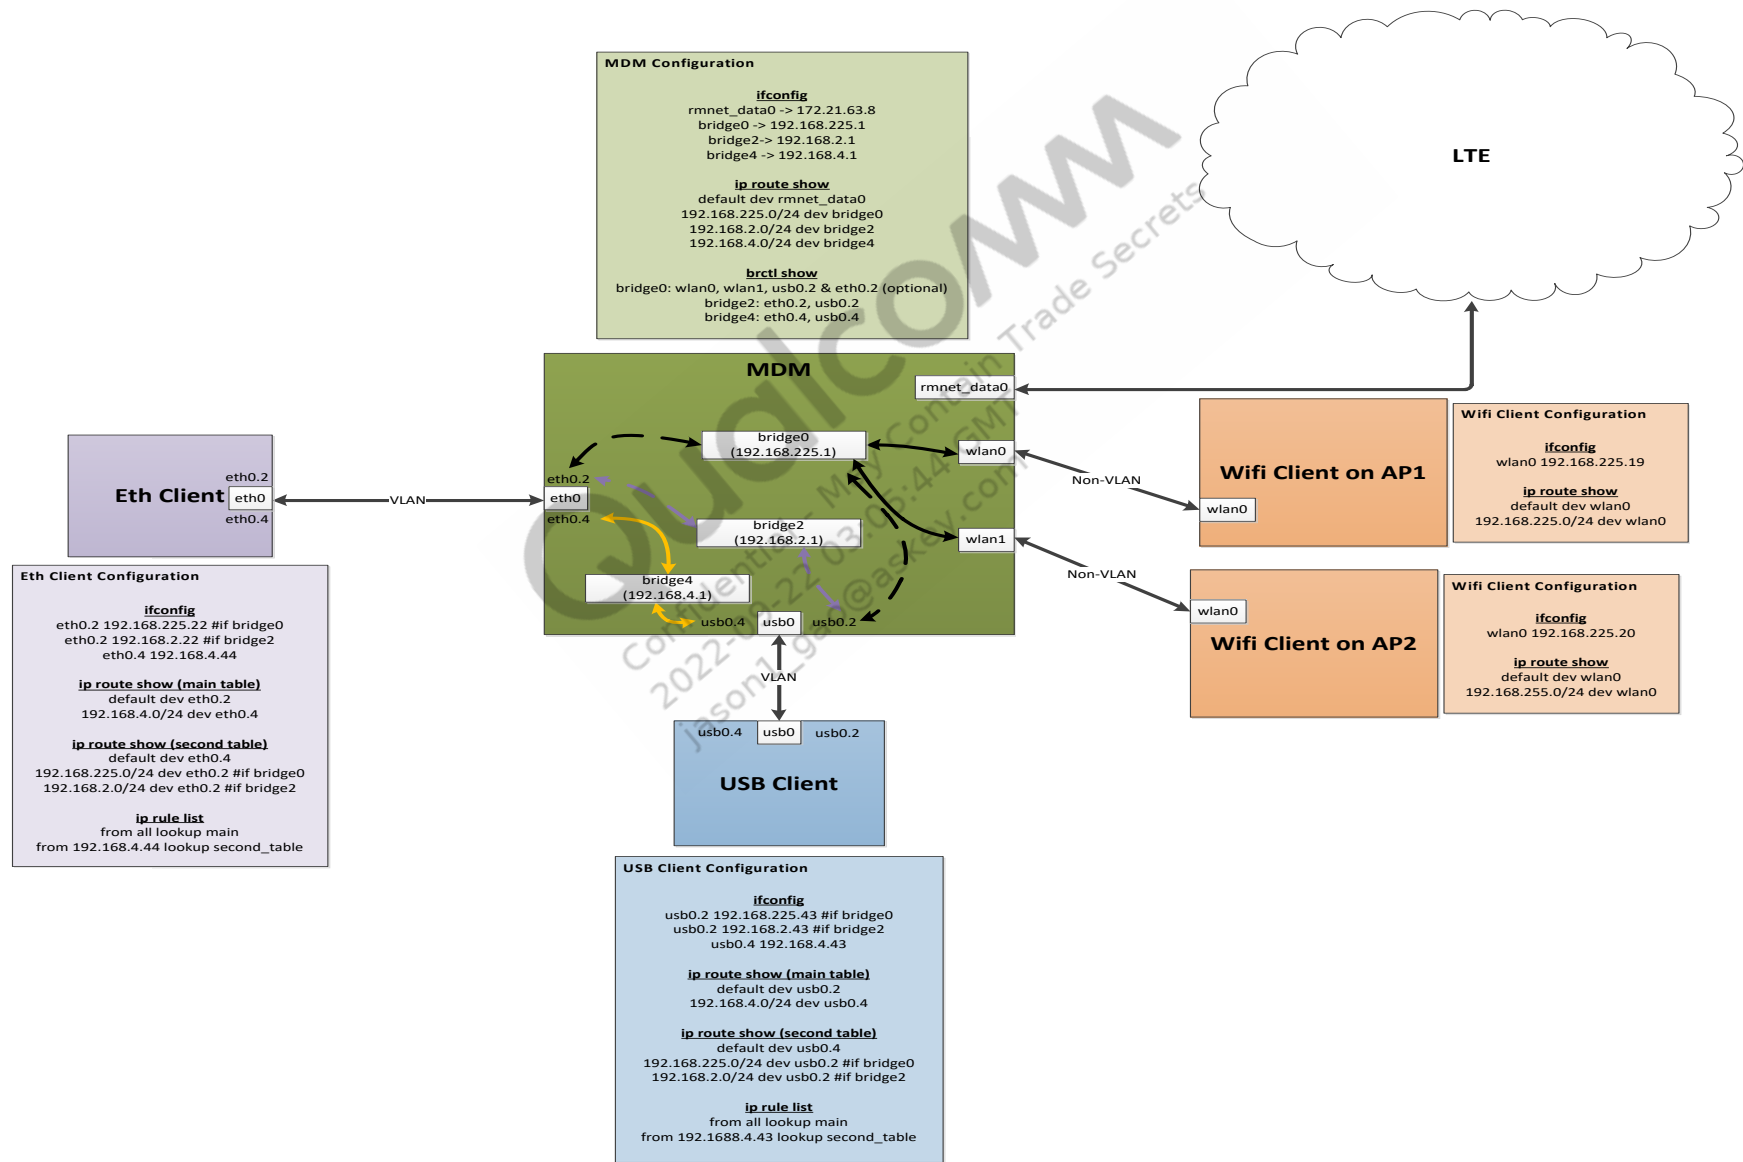 MDM Configuration
ifconfig
rmnet_data0 -> 172.21.63.8
bridge0 -> 192.168.225.1
bridge2-> 192.168.2.1
bridge4 -> 192.168.4.1
ip route show
default dev rmnet_data0
192.168.225.0/24 dev bridge0
192.168.2.0/24 dev bridge2
192.168.4.0/24 dev bridge4
brctl show
bridge0: wlan0, wlan1, usb0.2 & eth0.2 (optional)
bridge2: eth0.2, usb0.2
bridge4: eth0.4, usb0.4
LTE
MDM
rmnet_data0
bridge0
(192.168.225.1)
wlan0
eth0.2
eth0
eth0.4
bridge2
(192.168.2.1)
wlan1
bridge4
(192.168.4.1)
usb0.4
usb0
usb0.2
Eth Client
eth0.2
eth0
eth0.4
VLAN
Non-VLAN
Non-VLAN
VLAN
Wifi Client on AP1
wlan0
Wifi Client Configuration
ifconfig
wlan0 192.168.225.19
ip route show
default dev wlan0
192.168.225.0/24 dev wlan0
wlan0
Wifi Client on AP2
Wifi Client Configuration
ifconfig
wlan0 192.168.225.20
ip route show
default dev wlan0
192.168.255.0/24 dev wlan0
Eth Client Configuration
ifconfig
eth0.2 192.168.225.22 #if bridge0
eth0.2 192.168.2.22 #if bridge2
eth0.4 192.168.4.44
ip route show (main table)
default dev eth0.2
192.168.4.0/24 dev eth0.4
ip route show (second table)
default dev eth0.4
192.168.225.0/24 dev eth0.2 #if bridge0
192.168.2.0/24 dev eth0.2 #if bridge2
ip rule list
from all lookup main
from 192.168.4.44 lookup second_table
usb0.4
usb0
usb0.2
USB Client
USB Client Configuration
ifconfig
usb0.2 192.168.225.43 #if bridge0
usb0.2 192.168.2.43 #if bridge2
usb0.4 192.168.4.43
ip route show (main table)
default dev usb0.2
192.168.4.0/24 dev usb0.4
ip route show (second table)
default dev usb0.4
192.168.225.0/24 dev usb0.2 #if bridge0
192.168.2.0/24 dev usb0.2 #if bridge2
ip rule list
from all lookup main
from 192.1688.4.43 lookup second_table
Qualcomm
Confidential - May Contain Trade Secrets